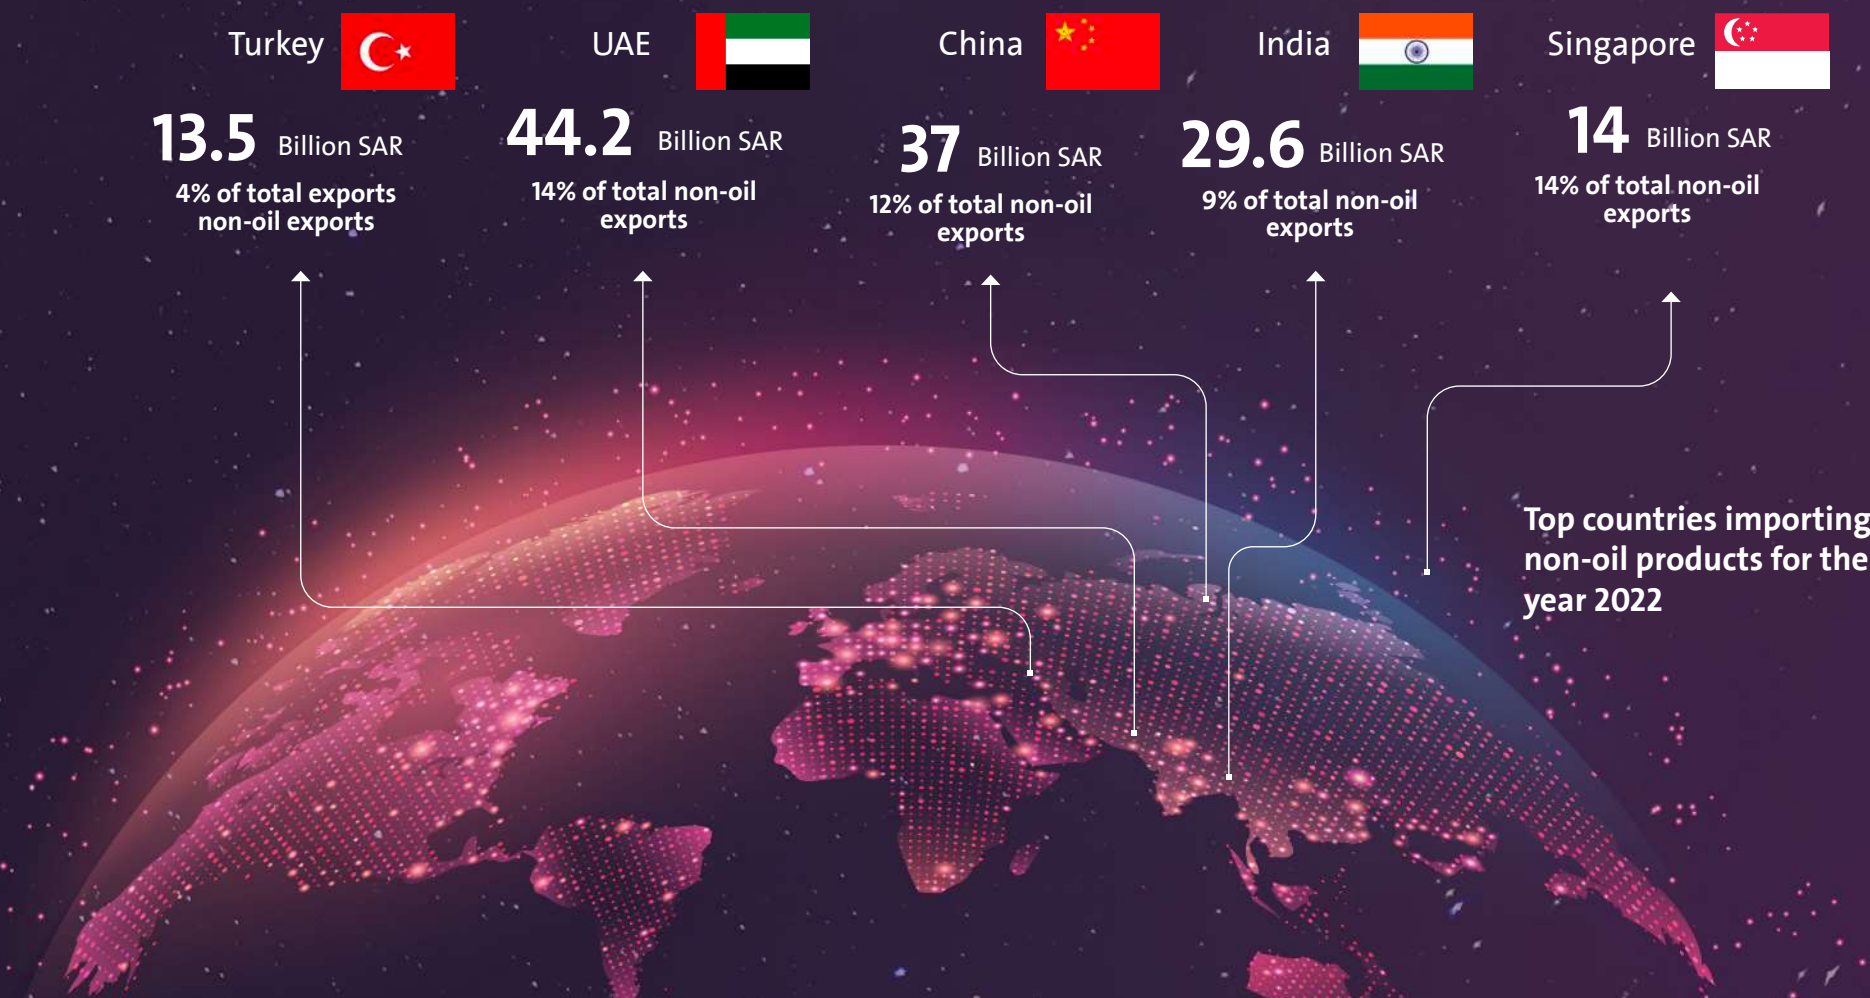 Turkey
13.5 Billion SAR
4% of total exports
non-oil exports
UAE
44.2 Billion SAR
14% of total non-oil
exports
China
37 Billion SAR
12% of total non-oil
exports
India
29.6 Billion SAR
9% of total non-oil
exports
Singapore
14 Billion SAR
14% of total non-oil
exports
Top countries importing
non-oil products for the
year 2022